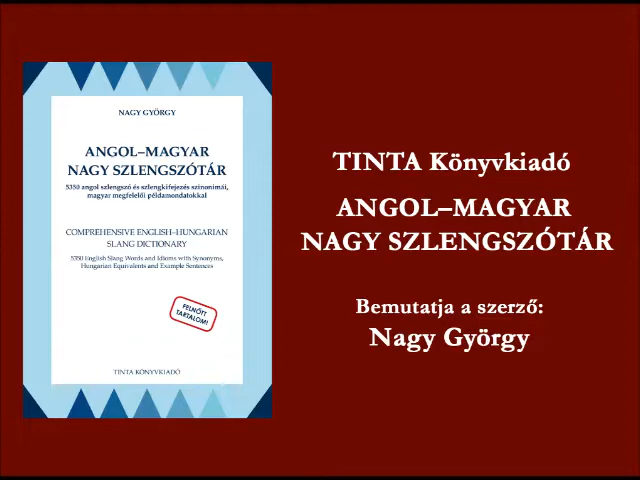 NAGY GYÖRGY
ANGOL–MAGYAR
NAGY SZLENGSZÓTÁR
5350 angol szlengszó és szlengkifejezés szinonimái,
magyar megfelelői példamondatokkal
COMPREHENSIVE ENGLISH–HUNGARIAN
SLANG DICTIONARY
5350 English Slang Words and Idioms with Synonyms,
Hungarian Equivalents and Example Sentences
FELNŐTT
TARTALOM!
TINTA KÖNYVKIADÓ
TINTA Könyvkiadó
ANGOL–MAGYAR
NAGY SZLENGSZÓTÁR
Bemutatja a szerző:
Nagy György